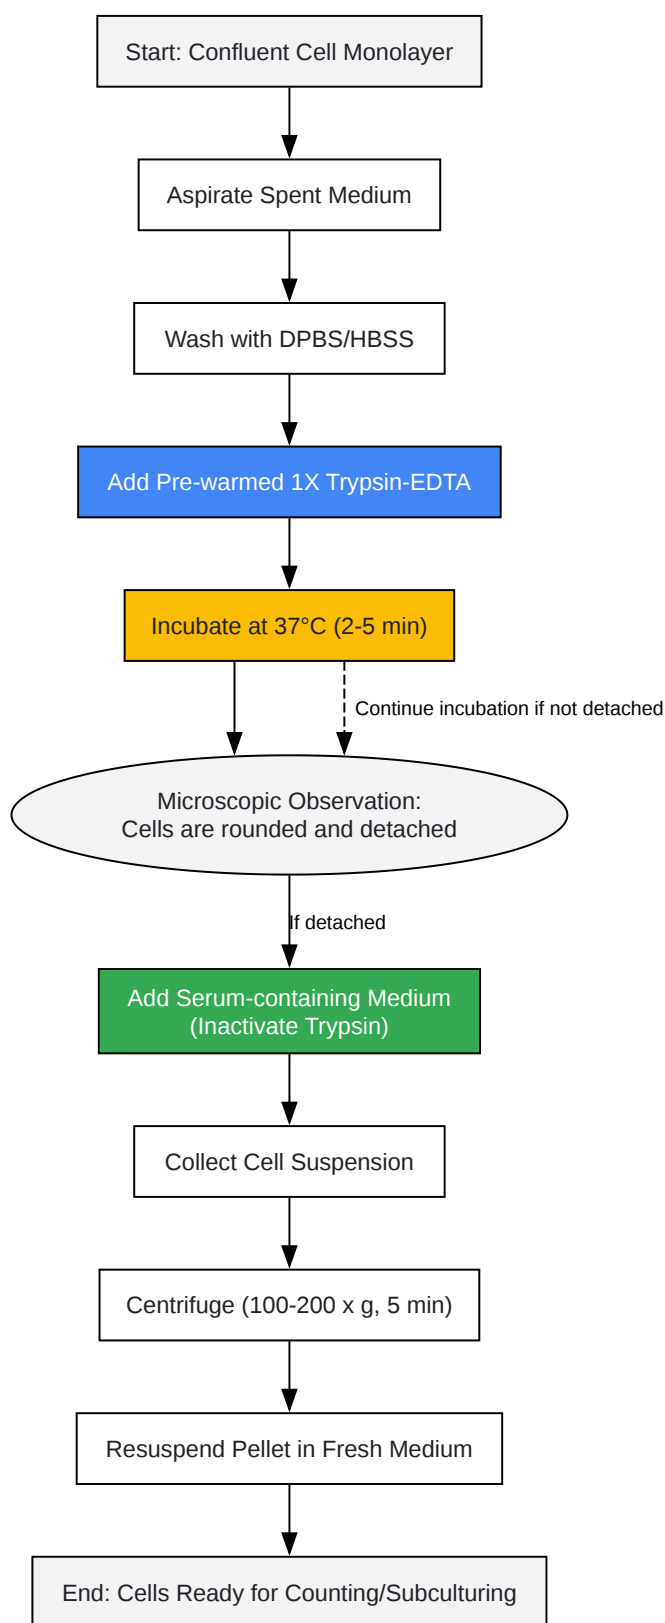 Start: Confluent Cell Monolayer
Aspirate Spent Medium
Wash with DPBS/HBSS
Add Pre-warmed 1X Trypsin-EDTA
Incubate at 37°C (2-5 min)
Continue incubation if not detached
Microscopic Observation:
Cells are rounded and detached
If detached
Add Serum-containing Medium
(Inactivate Trypsin)
Collect Cell Suspension
Centrifuge (100-200 x g, 5 min)
Resuspend Pellet in Fresh Medium
End: Cells Ready for Counting/Subculturing